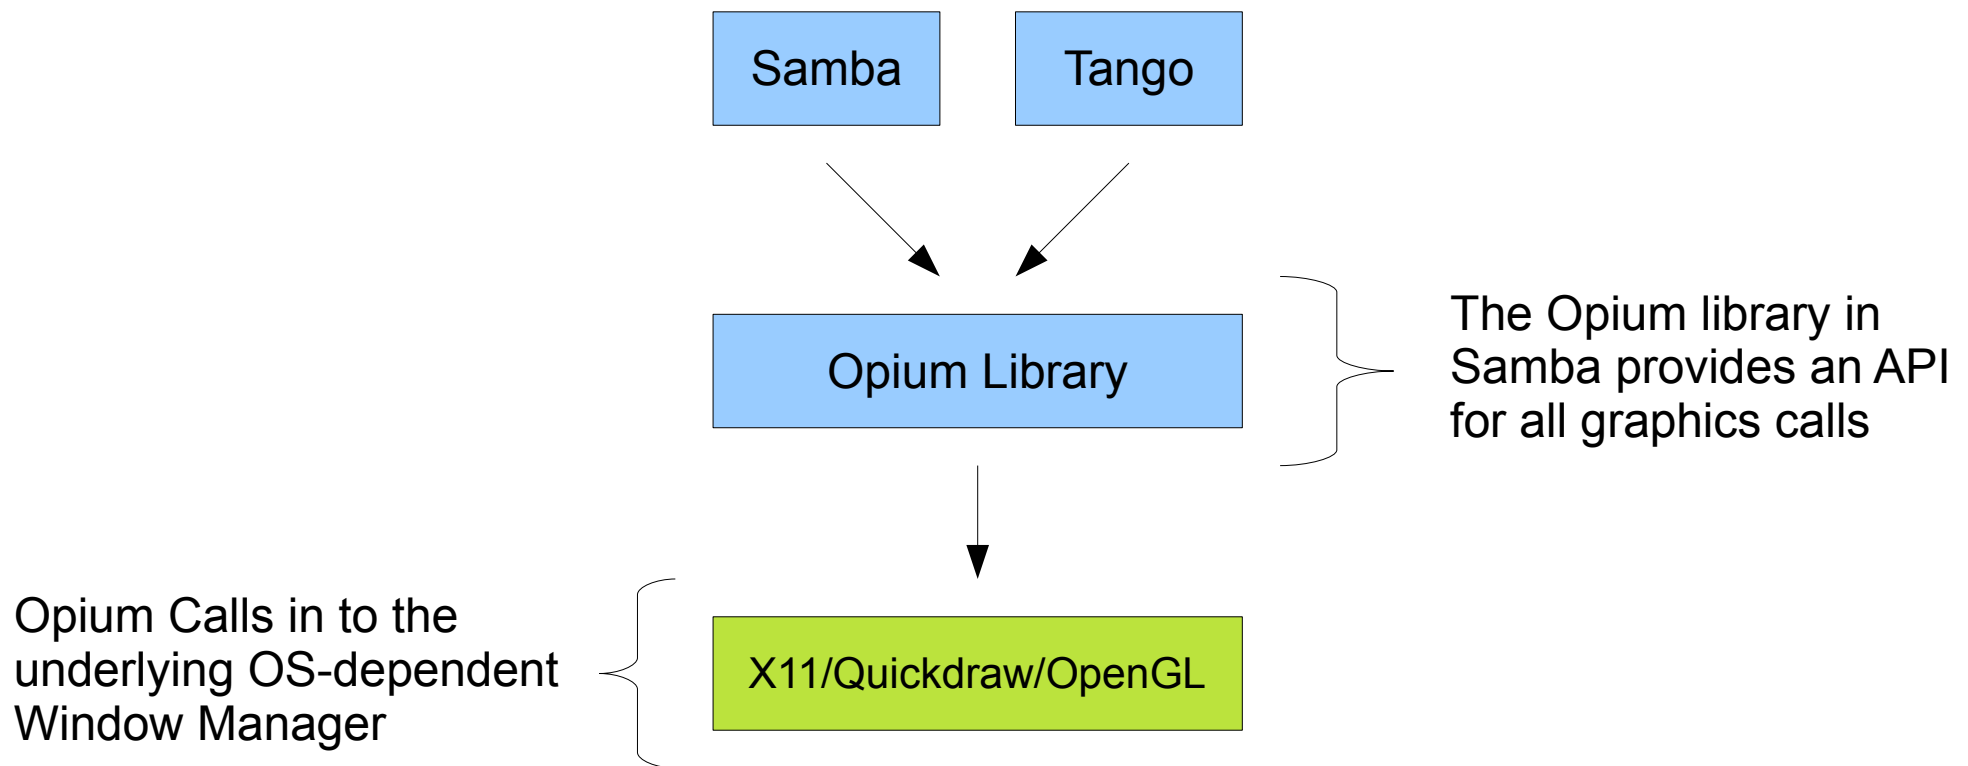 Samba
Tango
Opium Library
The Opium library in
Samba provides an API
for all graphics calls
Opium Calls in to the
underlying OS-dependent
Window Manager
X11/Quickdraw/OpenGL